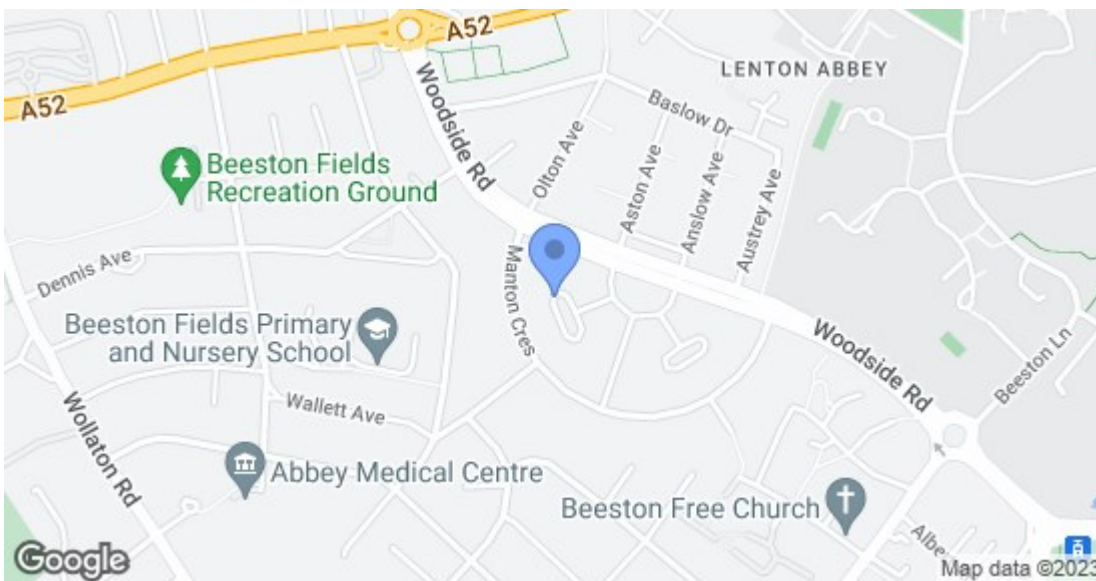 A52
A52
LENTON ABBEY
Woodside Rd
Baslow Dr
Olton Ave
Beeston Fields
Recreation Ground
Aston Ave
Anslow Ave
Austrey Ave
Dennis Ave
Manton Cres
Beeston Fields Primary
and Nursery School
Woodside Rd
Beeston Ln
Wallett Ave
Wollaton Rd
Abbey Medical Centre
Beeston Free Church
Google
Map data ©2023